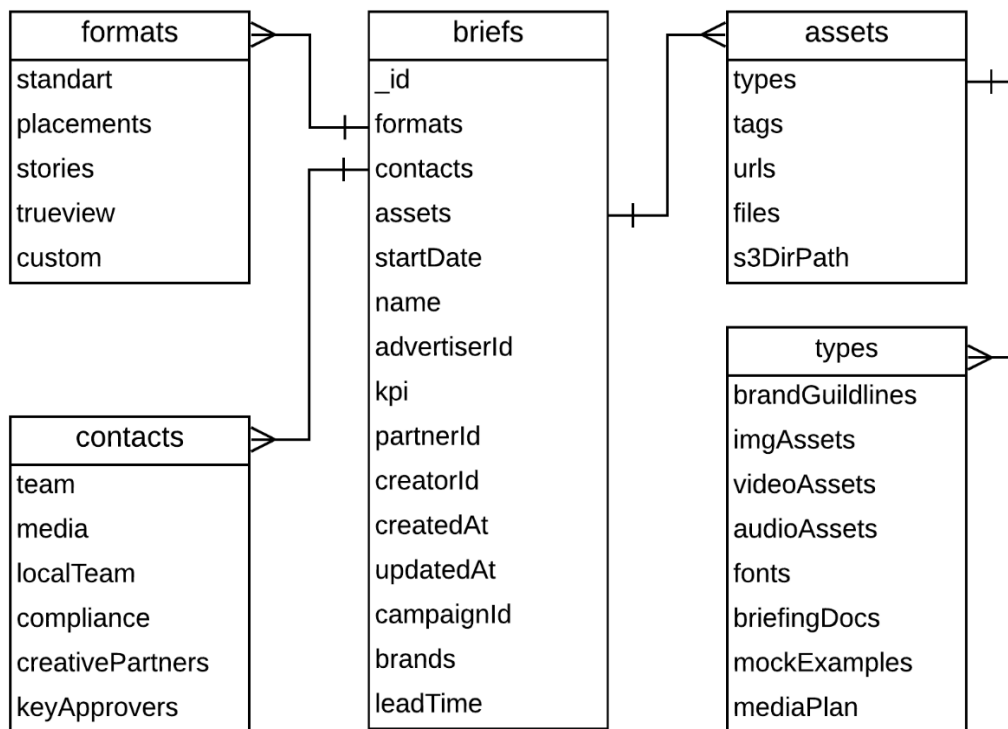 formats
standart
placements
stories
trueview
custom
contacts
team
media
localTeam
compliance
creativePartners
keyApprovers
briefs
_id
formats
contacts
assets
startDate
name
advertiserId
kpi
partnerId
creatorId
createdAt
updatedAt
campaignId
brands
leadTime
assets
types
tags
urls
files
s3DirPath
types
brandGuildlines
imgAssets
videoAssets
audioAssets
fonts
briefingDocs
mockExamples
mediaPlan